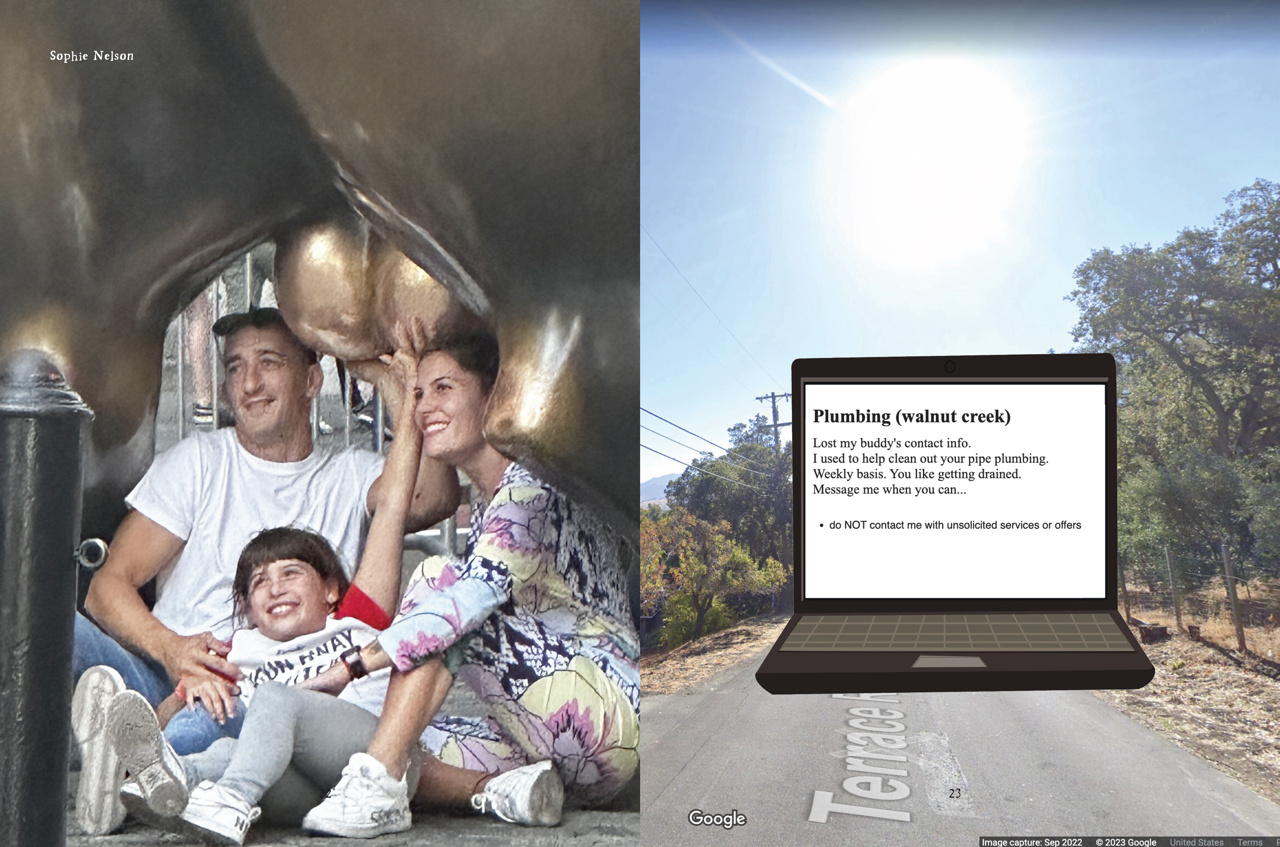 Sophie Nelson
Plumbing (walnut creek)
Lost my buddy's contact info.
I used to help clean out your pipe plumbing.
Weekly basis. You like getting drained.
Message me when you can...
• do NOT contact me with unsolicited services or offers
Terrace
23
Google
Image capture: Sep 2022 © 2023 Google United States Terms